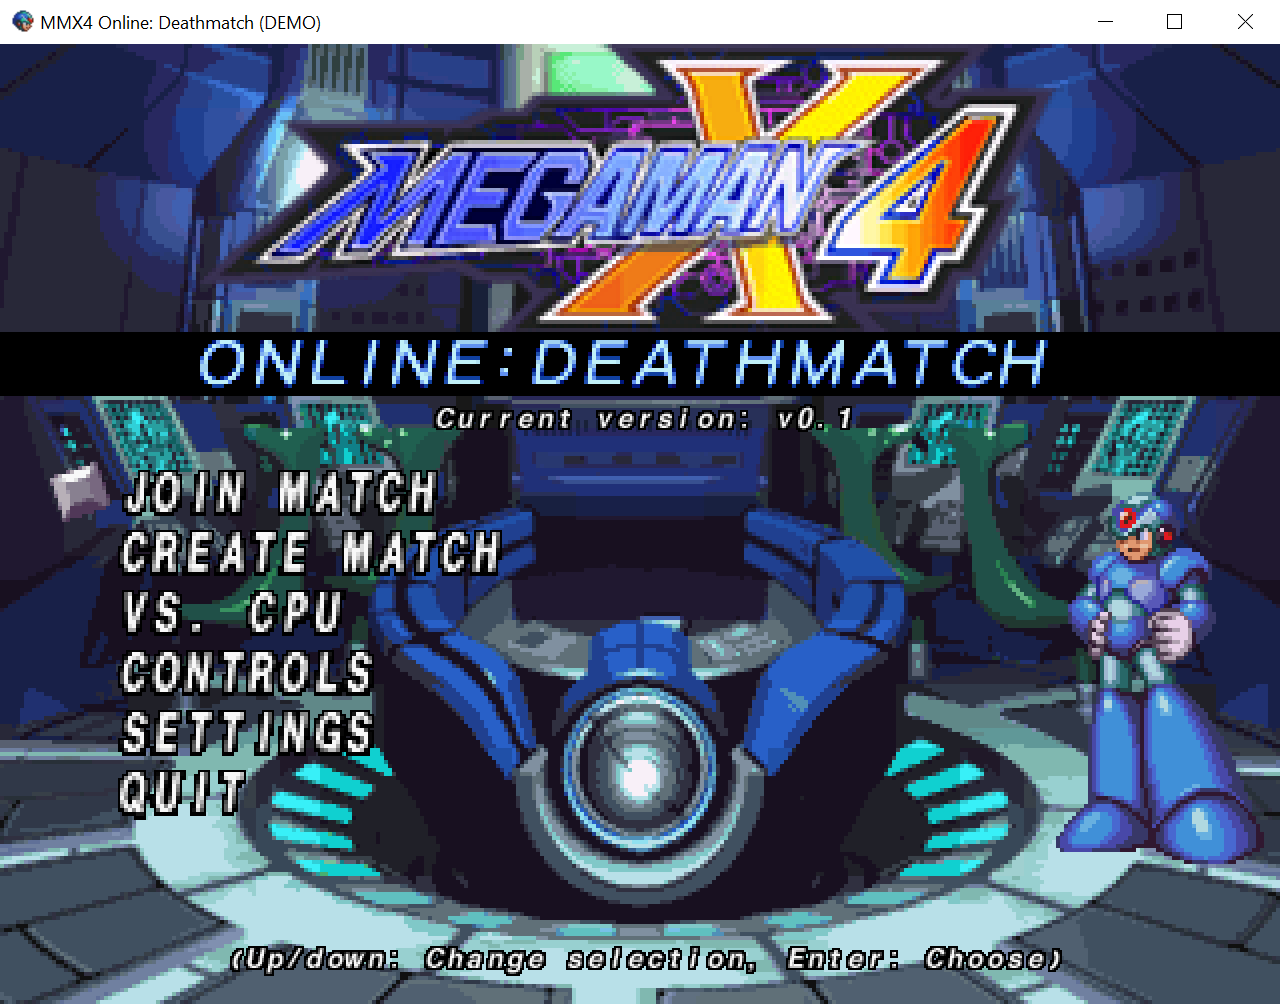 MMX4 Online: Deathmatch (DEMO)
MEGAMAN X4
ONLINE:DEATHMATCH
Current version: v0.1
JOIN MATCH
CREATE MATCH
VS. CPU
CONTROLS
SETTINGS
QUIT
(Up/down: Change selection, Enter: Choose)